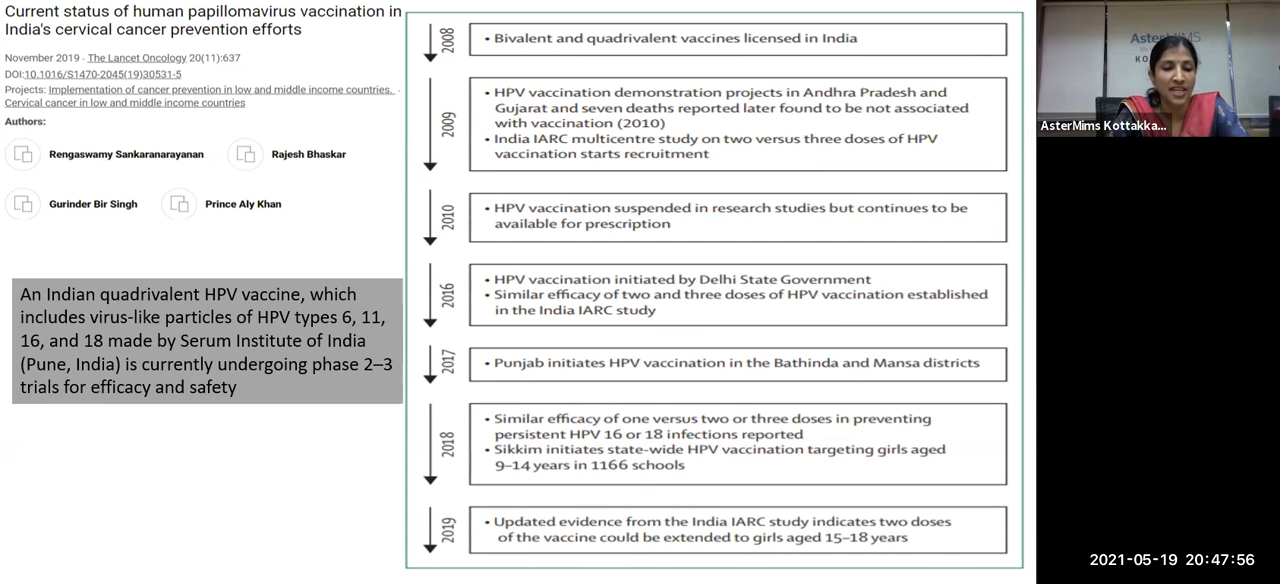 Current status of human papillomavirus vaccination in
India's cervical cancer prevention efforts
November 2019 · The Lancet Oncology 20(11):637
DOI:10.1016/S1470-2045(19)30531-5
Projects: Implementation of cancer prevention in low and middle income countries. ·
Cervical cancer in low and middle income countries
Authors:
Rengaswamy Sankaranarayanan
Rajesh Bhaskar
Gurinder Bir Singh
Prince Aly Khan
An Indian quadrivalent HPV vaccine, which
includes virus-like particles of HPV types 6, 11,
16, and 18 made by Serum Institute of India
(Pune, India) is currently undergoing phase 2–3
trials for efficacy and safety
2008
• Bivalent and quadrivalent vaccines licensed in India
2009
• HPV vaccination demonstration projects in Andhra Pradesh and
Gujarat and seven deaths reported later found to be not associated
with vaccination (2010)
• India IARC multicentre study on two versus three doses of HPV
vaccination starts recruitment
2010
• HPV vaccination suspended in research studies but continues to be
available for prescription
2016
• HPV vaccination initiated by Delhi State Government
• Similar efficacy of two and three doses of HPV vaccination established
in the India IARC study
2017
• Punjab initiates HPV vaccination in the Bathinda and Mansa districts
2018
• Similar efficacy of one versus two or three doses in preventing
persistent HPV 16 or 18 infections reported
• Sikkim initiates state-wide HPV vaccination targeting girls aged
9–14 years in 1166 schools
2019
• Updated evidence from the India IARC study indicates two doses
of the vaccine could be extended to girls aged 15–18 years
AsterMims Kottakka...
2021-05-19 20:47:56